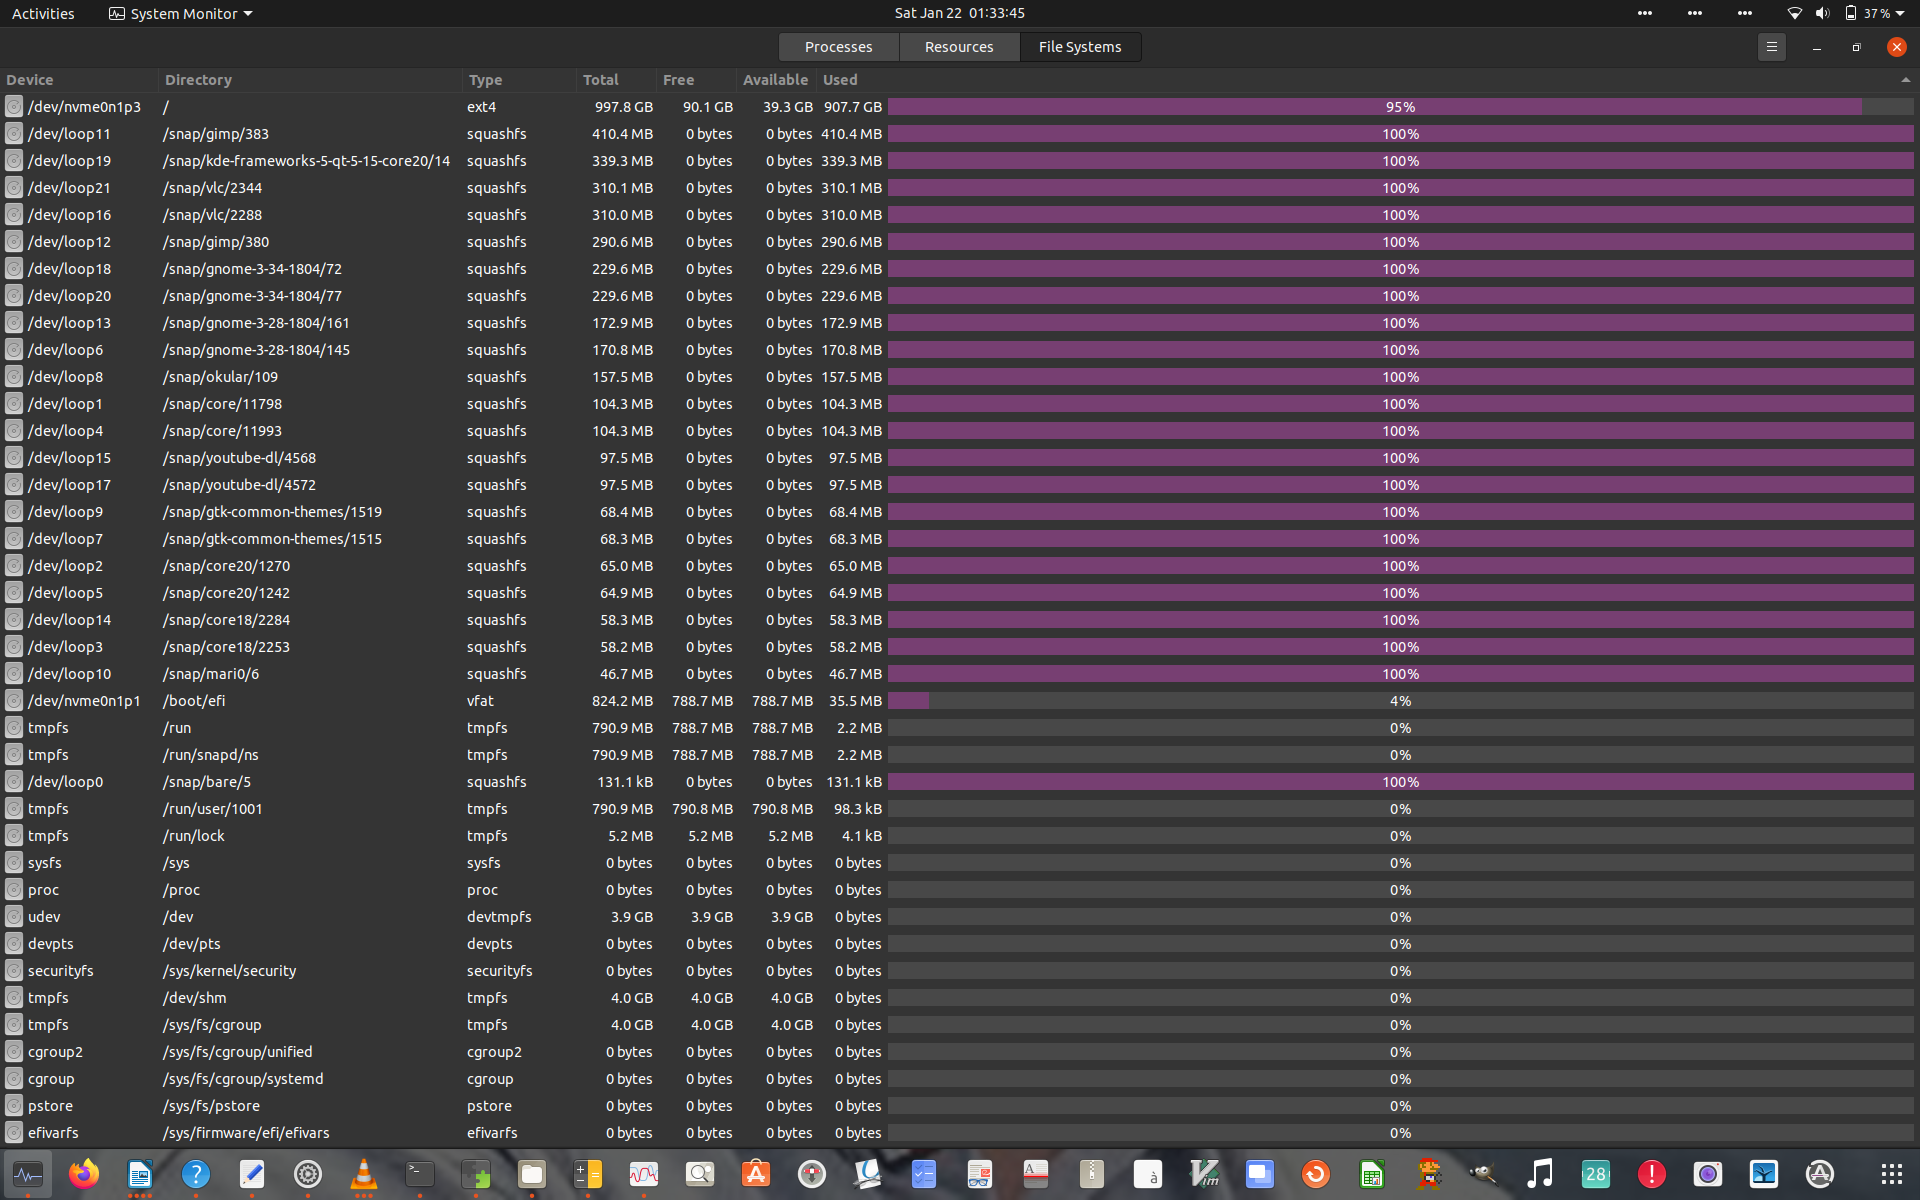 Activities System Monitor Sat Jan 22 01:33:45 37 %
Processes Resources File Systems
Device Directory Type Total Free Available Used
/dev/nvme0n1p3 / ext4 997.8 GB 90.1 GB 39.3 GB 907.7 GB 95%
/dev/loop11 /snap/gimp/383 squashfs 410.4 MB 0 bytes 0 bytes 410.4 MB 100%
/dev/loop19 /snap/kde-frameworks-5-qt-5-15-core20/14 squashfs 339.3 MB 0 bytes 0 bytes 339.3 MB 100%
/dev/loop21 /snap/vlc/2344 squashfs 310.1 MB 0 bytes 0 bytes 310.1 MB 100%
/dev/loop16 /snap/vlc/2288 squashfs 310.0 MB 0 bytes 0 bytes 310.0 MB 100%
/dev/loop12 /snap/gimp/380 squashfs 290.6 MB 0 bytes 0 bytes 290.6 MB 100%
/dev/loop18 /snap/gnome-3-34-1804/72 squashfs 229.6 MB 0 bytes 0 bytes 229.6 MB 100%
/dev/loop20 /snap/gnome-3-34-1804/77 squashfs 229.6 MB 0 bytes 0 bytes 229.6 MB 100%
/dev/loop13 /snap/gnome-3-28-1804/161 squashfs 172.9 MB 0 bytes 0 bytes 172.9 MB 100%
/dev/loop6 /snap/gnome-3-28-1804/145 squashfs 170.8 MB 0 bytes 0 bytes 170.8 MB 100%
/dev/loop8 /snap/okular/109 squashfs 157.5 MB 0 bytes 0 bytes 157.5 MB 100%
/dev/loop1 /snap/core/11798 squashfs 104.3 MB 0 bytes 0 bytes 104.3 MB 100%
/dev/loop4 /snap/core/11993 squashfs 104.3 MB 0 bytes 0 bytes 104.3 MB 100%
/dev/loop15 /snap/youtube-dl/4568 squashfs 97.5 MB 0 bytes 0 bytes 97.5 MB 100%
/dev/loop17 /snap/youtube-dl/4572 squashfs 97.5 MB 0 bytes 0 bytes 97.5 MB 100%
/dev/loop9 /snap/gtk-common-themes/1519 squashfs 68.4 MB 0 bytes 0 bytes 68.4 MB 100%
/dev/loop7 /snap/gtk-common-themes/1515 squashfs 68.3 MB 0 bytes 0 bytes 68.3 MB 100%
/dev/loop2 /snap/core20/1270 squashfs 65.0 MB 0 bytes 0 bytes 65.0 MB 100%
/dev/loop5 /snap/core20/1242 squashfs 64.9 MB 0 bytes 0 bytes 64.9 MB 100%
/dev/loop14 /snap/core18/2284 squashfs 58.3 MB 0 bytes 0 bytes 58.3 MB 100%
/dev/loop3 /snap/core18/2253 squashfs 58.2 MB 0 bytes 0 bytes 58.2 MB 100%
/dev/loop10 /snap/mari0/6 squashfs 46.7 MB 0 bytes 0 bytes 46.7 MB 100%
/dev/nvme0n1p1 /boot/efi vfat 824.2 MB 788.7 MB 788.7 MB 35.5 MB 4%
tmpfs /run tmpfs 790.9 MB 788.7 MB 788.7 MB 2.2 MB 0%
tmpfs /run/snapd/ns tmpfs 790.9 MB 788.7 MB 788.7 MB 2.2 MB 0%
/dev/loop0 /snap/bare/5 squashfs 131.1 kB 0 bytes 0 bytes 131.1 kB 100%
tmpfs /run/user/1001 tmpfs 790.9 MB 790.8 MB 790.8 MB 98.3 kB 0%
tmpfs /run/lock tmpfs 5.2 MB 5.2 MB 5.2 MB 4.1 kB 0%
sysfs /sys sysfs 0 bytes 0 bytes 0 bytes 0 bytes 0%
proc /proc proc 0 bytes 0 bytes 0 bytes 0 bytes 0%
udev /dev devtmpfs 3.9 GB 3.9 GB 3.9 GB 0 bytes 0%
devpts /dev/pts devpts 0 bytes 0 bytes 0 bytes 0 bytes 0%
securityfs /sys/kernel/security securityfs 0 bytes 0 bytes 0 bytes 0 bytes 0%
tmpfs /dev/shm tmpfs 4.0 GB 4.0 GB 4.0 GB 0 bytes 0%
tmpfs /sys/fs/cgroup tmpfs 4.0 GB 4.0 GB 4.0 GB 0 bytes 0%
cgroup2 /sys/fs/cgroup/unified cgroup2 0 bytes 0 bytes 0 bytes 0 bytes 0%
cgroup /sys/fs/cgroup/systemd cgroup 0 bytes 0 bytes 0 bytes 0 bytes 0%
pstore /sys/fs/pstore pstore 0 bytes 0 bytes 0 bytes 0 bytes 0%
efivarfs /sys/firmware/efi/efivars efivarfs 0 bytes 0 bytes 0 bytes 0 bytes 0%
? >_ A à Vim 28 !